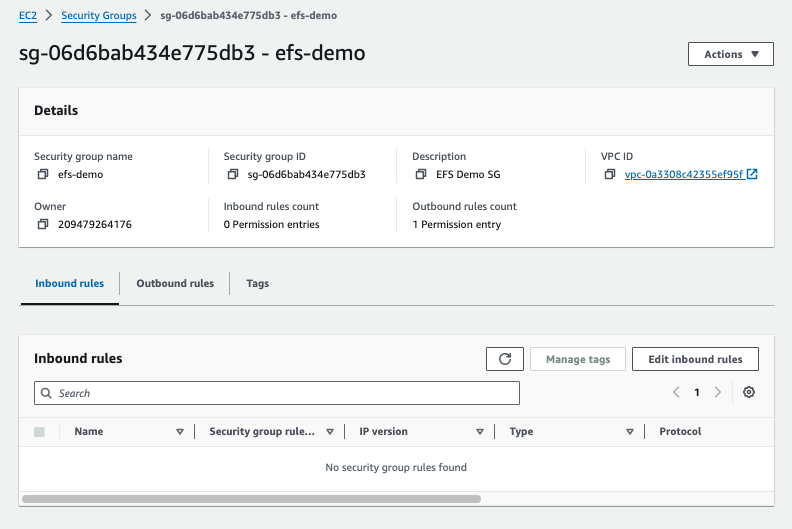 EC2 > Security Groups > sg-06d6bab434e775db3 - efs-demo
sg-06d6bab434e775db3 - efs-demo
Actions
Details
Security group name
efs-demo
Security group ID
sg-06d6bab434e775db3
Description
EFS Demo SG
VPC ID
vpc-0a3308c42355ef95f
Owner
209479264176
Inbound rules count
0 Permission entries
Outbound rules count
1 Permission entry
Inbound rules
Outbound rules
Tags
Inbound rules
Manage tags
Edit inbound rules
Search
1
Name
Security group rule...
IP version
Type
Protocol
No security group rules found